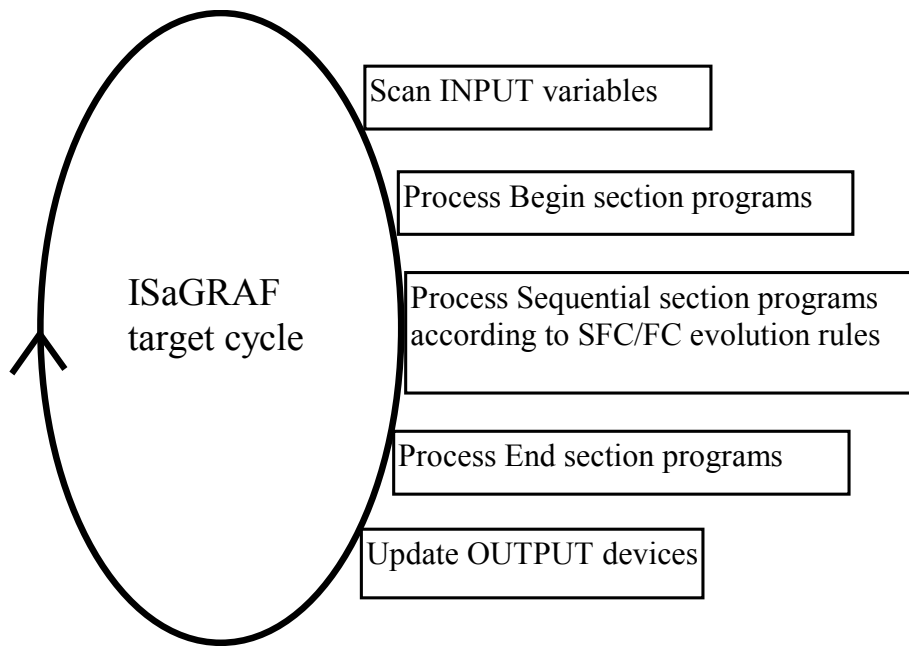 Scan INPUT variables
Process Begin section programs
ISaGRAF
target cycle
Process Sequential section programs
according to SFC/FC evolution rules
Process End section programs
Update OUTPUT devices